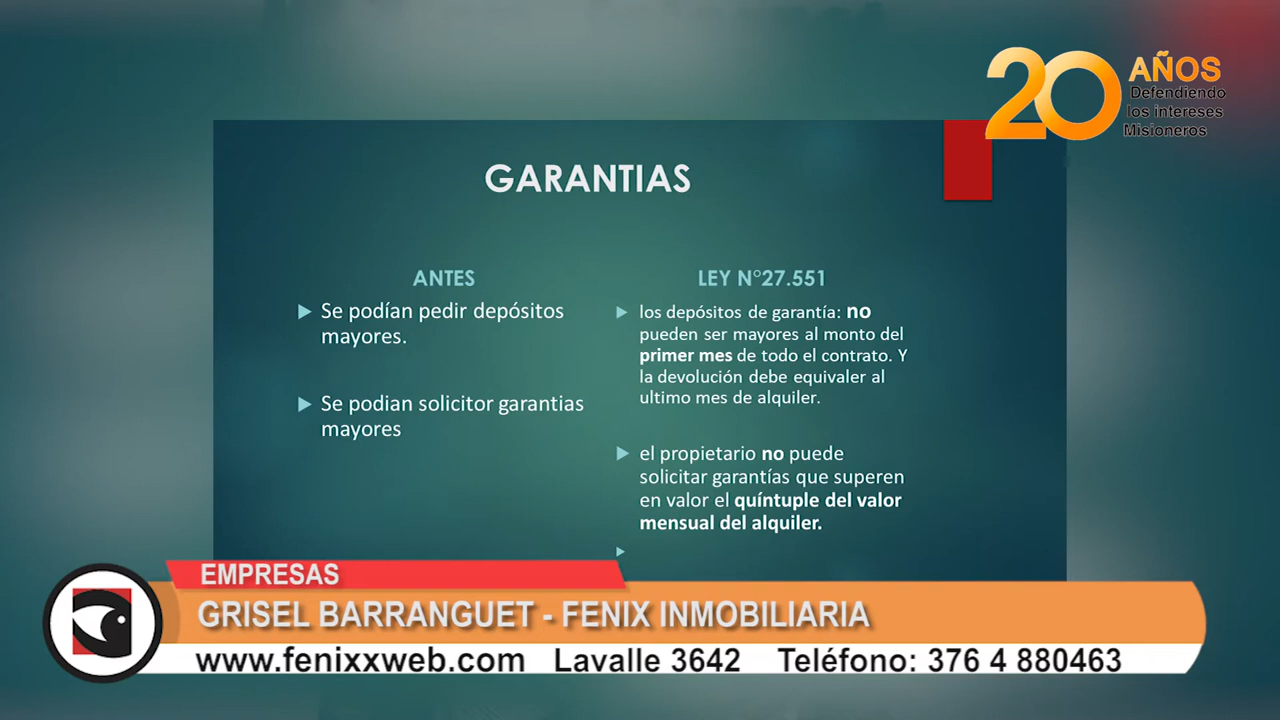 20 AÑOS
Defendiendo
los intereses
Misioneros
GARANTIAS
ANTES
Se podían pedir depósitos
mayores.
Se podian solicitor garantias
mayores
LEY N°27.551
los depósitos de garantía: no
pueden ser mayores al monto del
primer mes de todo el contrato. Y
la devolución debe equivaler al
ultimo mes de alquiler.
el propietario no puede
solicitar garantías que superen
en valor el quíntuple del valor
mensual del alquiler.
EMPRESAS
GRISEL BARRANGUET - FENIX INMOBILIARIA
www.fenixxweb.com Lavalle 3642 Teléfono: 376 4 880463